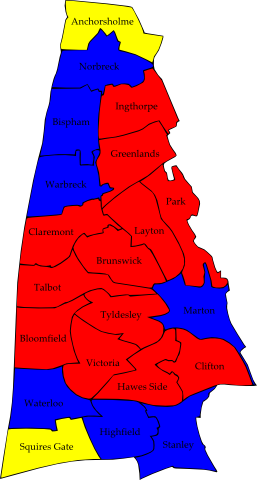 Anchorsholme
Norbreck
Ingthorpe
Bispham
Greenlands
Warbreck
Park
Claremont
Layton
Brunswick
Talbot
Marton
Tyldesley
Bloomfield
Victoria
Clifton
Hawes Side
Waterloo
Highfield
Squires Gate
Stanley